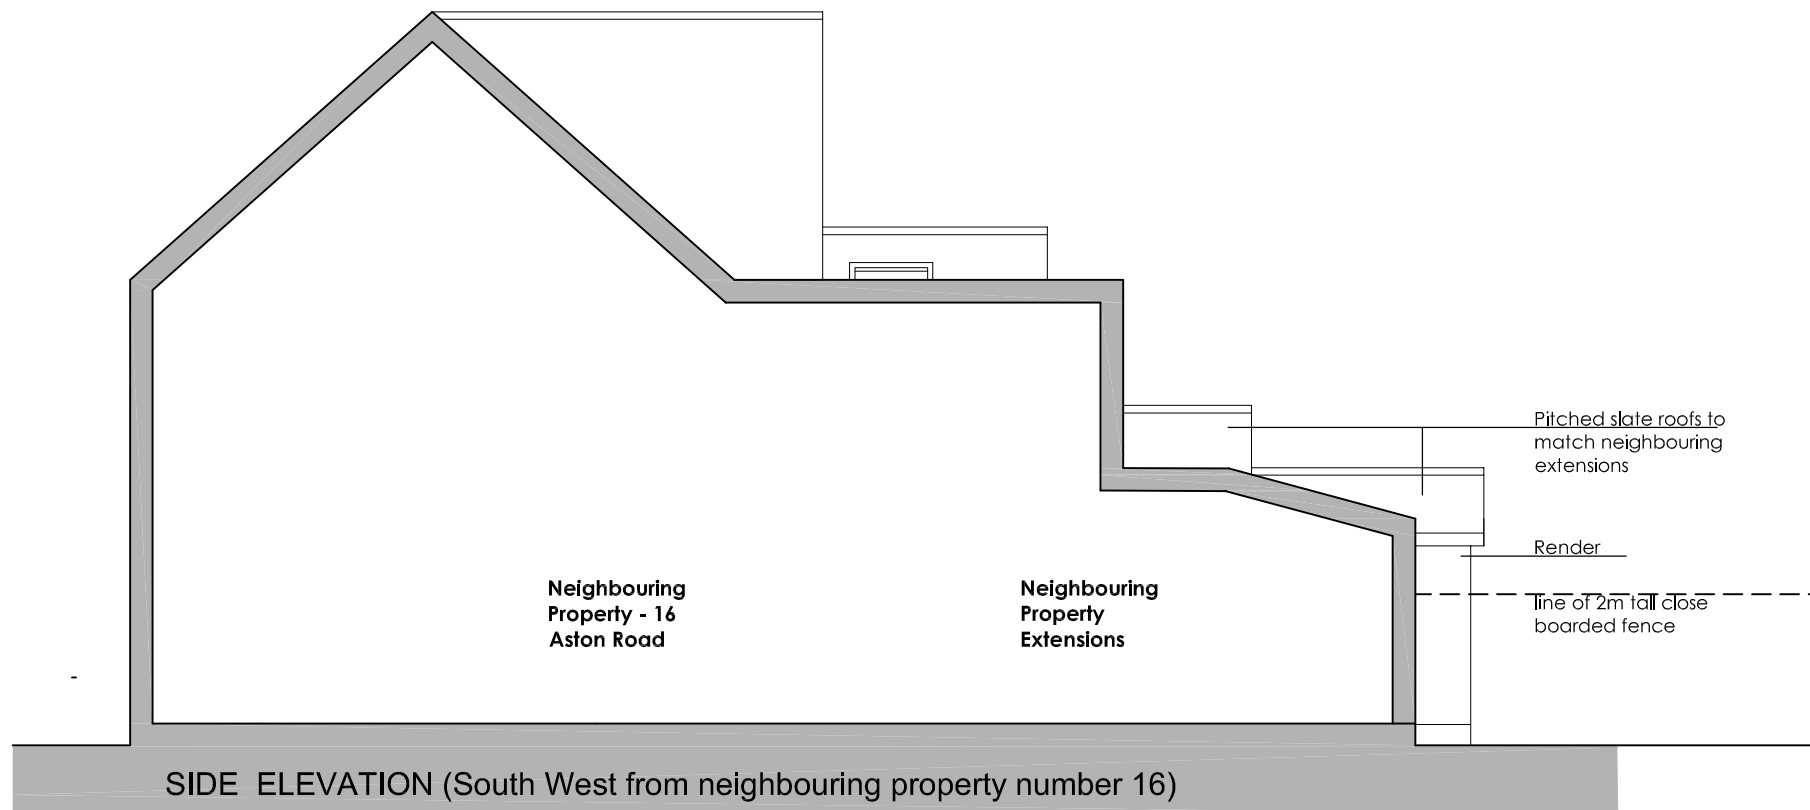 Pitched slate roofs to
match neighbouring
extensions
Render
line of 2m tall close
boarded fence
Neighbouring
Property - 16
Aston Road
Neighbouring
Property
Extensions
SIDE ELEVATION (South West from neighbouring property number 16)